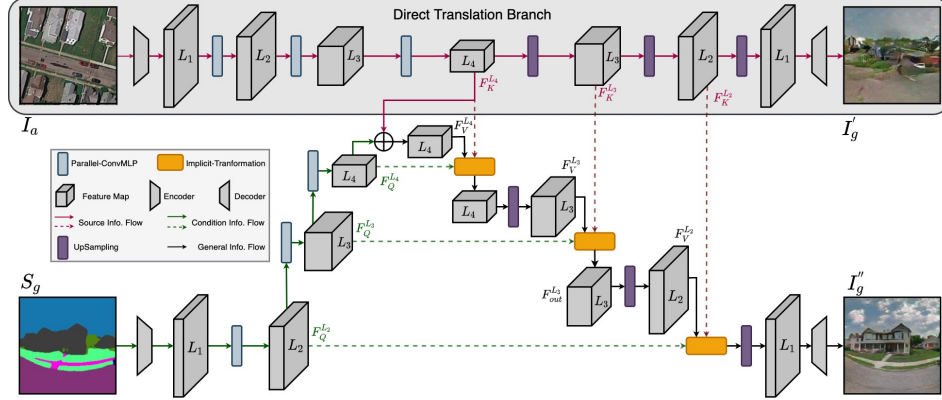 Direct Translation Branch
L₁
L₂
L₃
L₄
L₃
L₂
L₁
F_K^{L₄}
F_K^{L₃}
F_K^{L₂}
I_a
I_g'
F_V^{L₄}
L₄
L₄
F_Q^{L₄}
Parallel-ConvMLP
Implicit-Tranformation
Feature Map
Encoder
Decoder
Source Info. Flow
Condition Info. Flow
UpSampling
General Info. Flow
F_V^{L₃}
L₄
L₃
L₃
F_Q^{L₃}
F_V^{L₂}
F_{out}^{L₃}
L₃
L₂
S_g
I_g''
L₁
L₂
F_Q^{L₂}
L₁